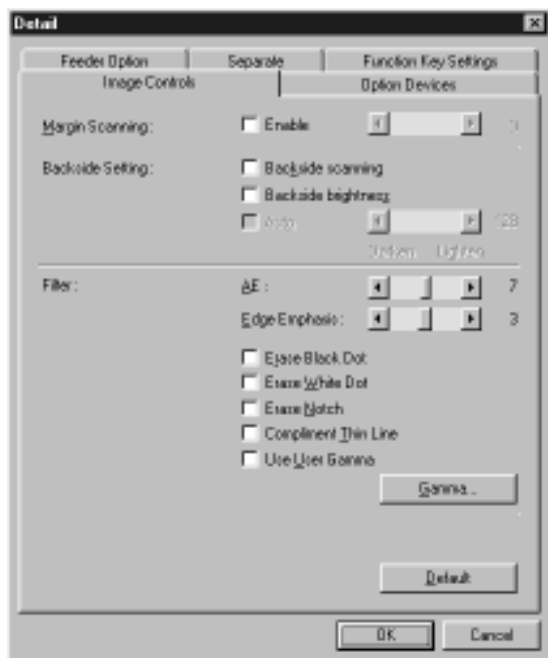 Detail
Feeder Option Separate Function Key Settings
Image Controls Option Devices
Margin Scanning: Enable
Backside Setting: Backside scanning
Backside brightness
Auto 128
Darken Lighten
Filter: AE: 7
Edge Emphasis: 3
Erase Black Dot
Erase White Dot
Erase Notch
Compliment Thin Line
Use User Gamma
Gamma...
Default
OK Cancel